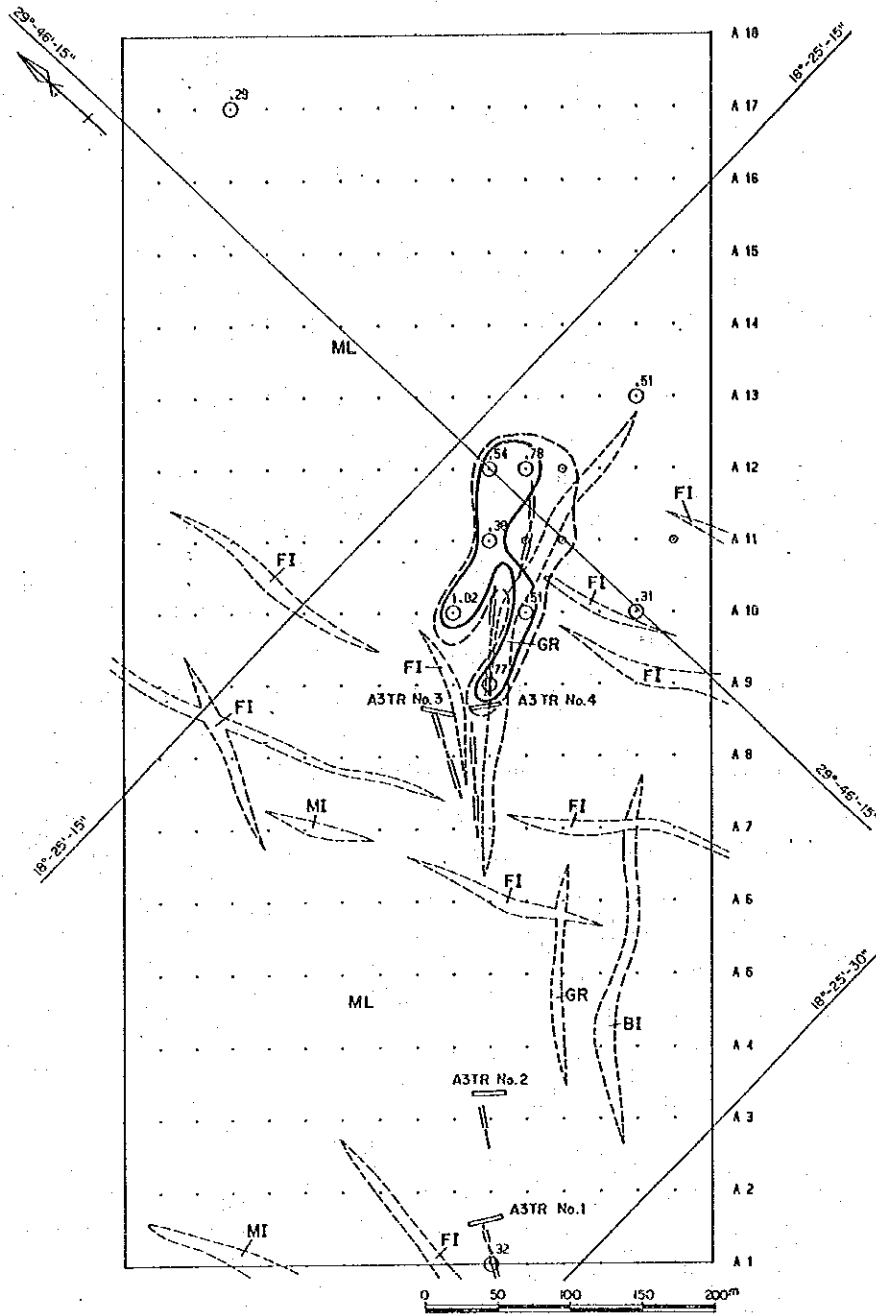 29°-46'-15"
18°-25'-15"
A 18
.29
A 17
A 16
A 15
A 14
ML
.51
A 13
.54
.78
A 12
FI
.38
A 11
FI
FI
1.02
.51
.31
A 10
GR
FI
FI
.77
A 9
A3TR No.3
A3TR No.4
FI
A 8
18°-25'-15"
29°-46'-15"
MI
FI
A 7
FI
A 6
A 5
ML
GR
18°-25'-30"
BI
A 4
A3TR No.2
A 3
A 2
A3TR No.1
MI
FI
.32
A 1
0 50 100 150 200m